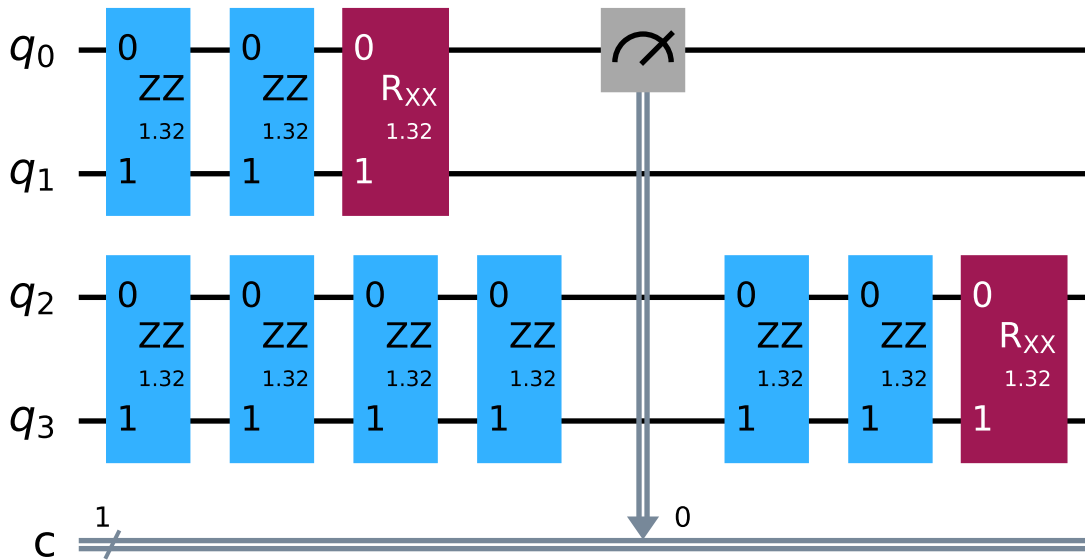 q0 0 0 0
ZZ ZZ RXX
1.32 1.32 1.32
q1 1 1 1
q2 0 0 0 0 0 0 0
ZZ ZZ ZZ ZZ ZZ ZZ RXX
1.32 1.32 1.32 1.32 1.32 1.32 1.32
q3 1 1 1 1 1 1 1
1 0
c